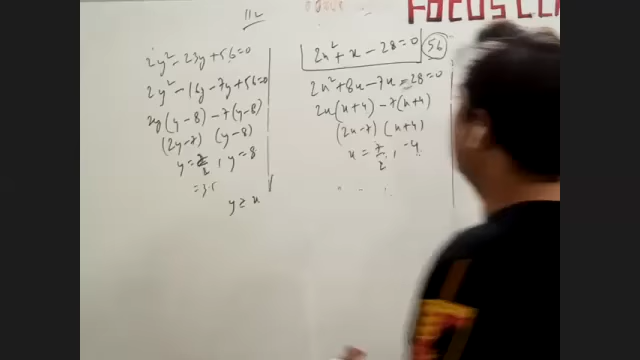 112
FOCUS CL
2y² - 23y + 56 = 0
2y² - 16y - 7y + 56 = 0
2y(y-8) - 7(y-8)
(2y-7) (y-8)
y = 7/2, y = 8
= 3.5
y ≥ x
2x² + x - 28 = 0
56
2x² + 8x - 7x - 28 = 0
2x(x+4) - 7(x+4)
(2x-7) (x+4)
x = 7/2, -4